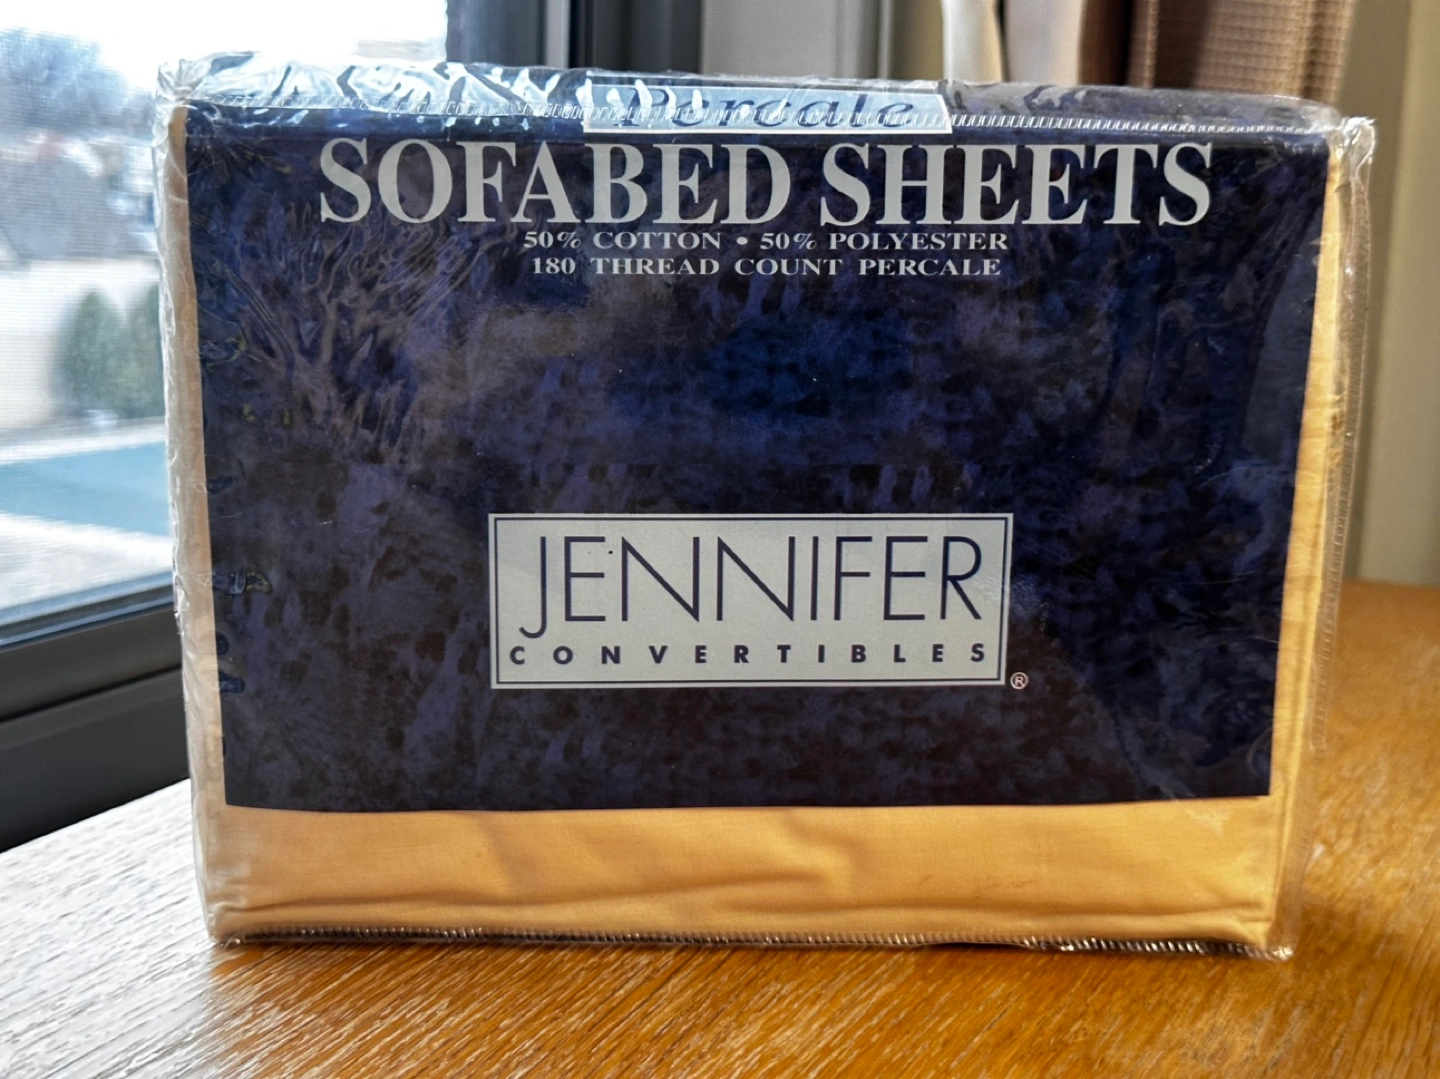 Percale
SOFABED SHEETS
50% COTTON • 50% POLYESTER
180 THREAD COUNT PERCALE
JENNIFER
CONVERTIBLES
®